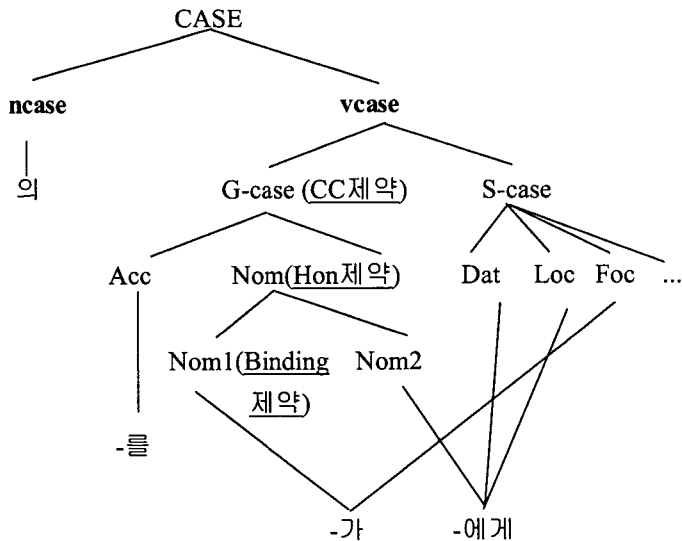 CASE
ncase vcase
의 G-case (CC제약) S-case
Acc Nom(Hon제약) Dat Loc Foc ...
Nom1(Binding Nom2
제약)
-를
-가 -에게